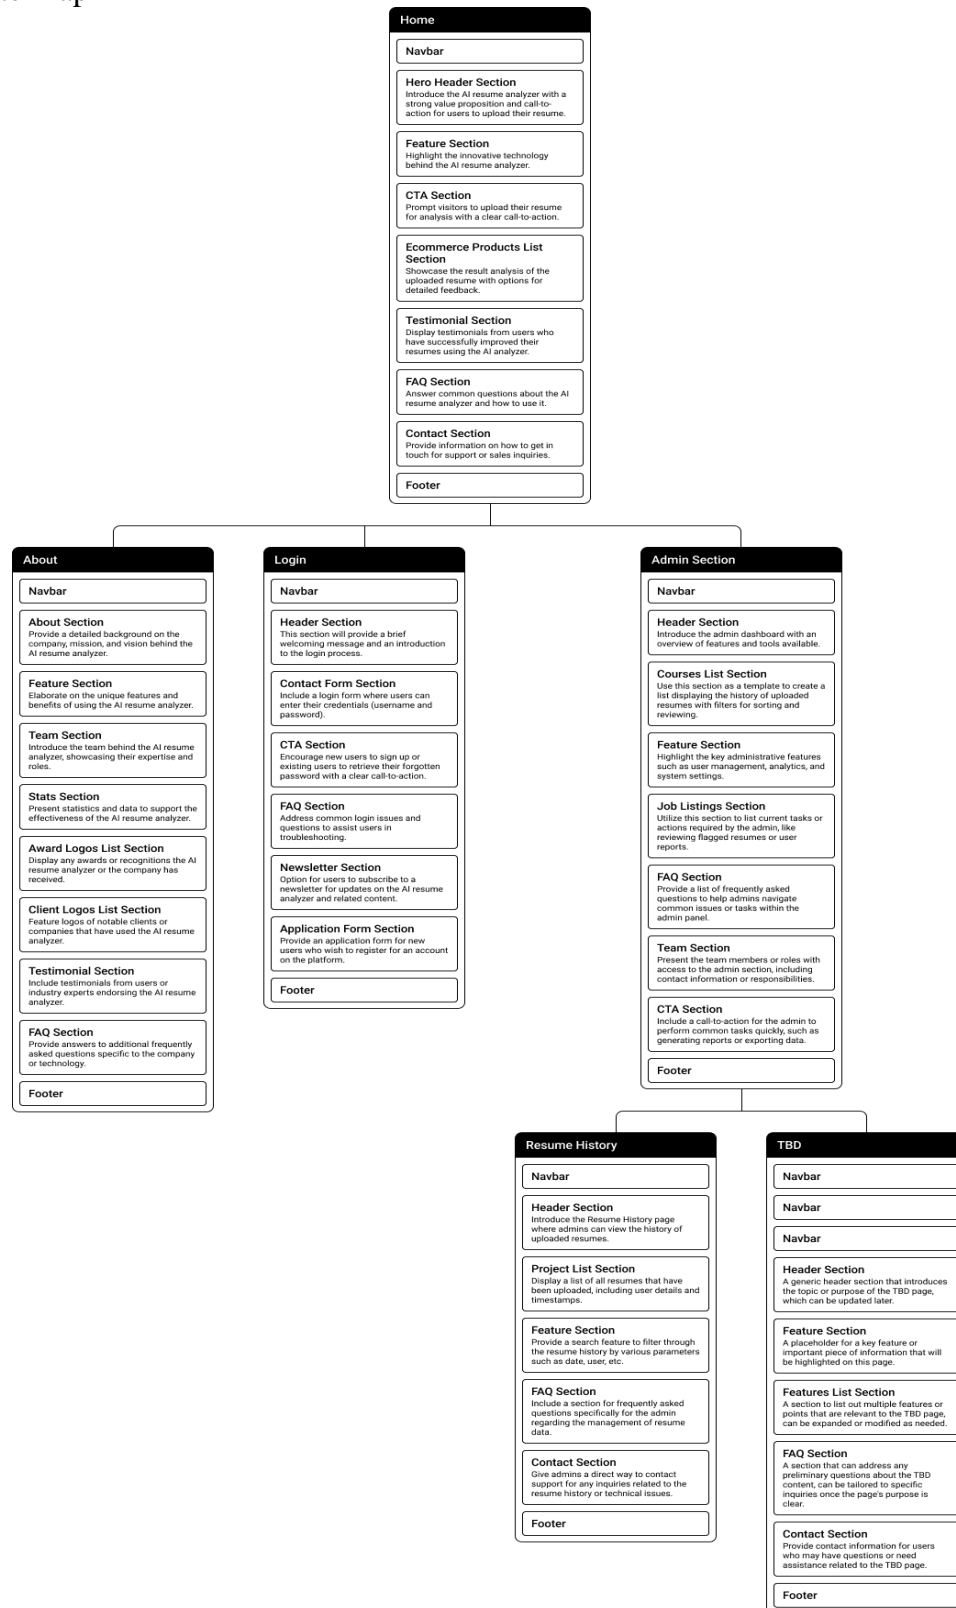 Home
Navbar
Hero Header Section
Introduce the AI resume analyzer with a
strong value proposition and call-to-
action for users to upload their resume.
Feature Section
Highlight the innovative technology
behind the AI resume analyzer.
CTA Section
Prompt visitors to upload their resume
for analysis with a clear call-to-action.
Ecommerce Products List
Section
Showcase the result analysis of the
uploaded resume with options for
detailed feedback.
Testimonial Section
Display testimonials from users who
have successfully improved their
resumes using the AI analyzer.
FAQ Section
Answer common questions about the AI
resume analyzer and how to use it.
Contact Section
Provide information on how to get in
touch for support or sales inquiries.
Footer
About
Navbar
About Section
Provide a detailed background on the
company, mission, and vision behind the
AI resume analyzer.
Feature Section
Elaborate on the unique features and
benefits of using the AI resume analyzer.
Team Section
Introduce the team behind the AI resume
analyzer, showcasing their expertise and
roles.
Stats Section
Present statistics and data to support the
effectiveness of the AI resume analyzer.
Award Logos List Section
Display any awards or recognitions the AI
resume analyzer or the company has
received.
Client Logos List Section
Feature logos of notable clients or
companies that have used the AI resume
analyzer.
Testimonial Section
Include testimonials from users or
industry experts endorsing the AI resume
analyzer.
FAQ Section
Provide answers to additional frequently
asked questions specific to the company
or technology.
Footer
Login
Navbar
Header Section
This section will provide a brief
welcoming message and an introduction
to the login process.
Contact Form Section
Include a login form where users can
enter their credentials (username and
password).
CTA Section
Encourage new users to sign up or
existing users to retrieve their forgotten
password with a clear call-to-action.
FAQ Section
Address common login issues and
questions to assist users in
troubleshooting.
Newsletter Section
Option for users to subscribe to a
newsletter for updates on the AI resume
analyzer and related content.
Application Form Section
Provide an application form for new
users who wish to register for an account
on the platform.
Footer
Admin Section
Navbar
Header Section
Introduce the admin dashboard with an
overview of features and tools available.
Courses List Section
Use this section as a template to create a
list displaying the history of uploaded
resumes with filters for sorting and
reviewing.
Feature Section
Highlight the key administrative features
such as user management, analytics, and
system settings.
Job Listings Section
Utilize this section to list current tasks or
actions required by the admin, like
reviewing flagged resumes or user
reports.
FAQ Section
Provide a list of frequently asked
questions to help admins navigate
common issues or tasks within the
admin panel.
Team Section
Present the team members or roles with
access to the admin section, including
contact information or responsibilities.
CTA Section
Include a call-to-action for the admin to
perform common tasks quickly, such as
generating reports or exporting data.
Footer
Resume History
Navbar
Header Section
Introduce the Resume History page
where admins can view the history of
uploaded resumes.
Project List Section
Display a list of all resumes that have
been uploaded, including user details and
timestamps.
Feature Section
Provide a search feature to filter through
the resume history by various parameters
such as date, user, etc.
FAQ Section
Include a section for frequently asked
questions specifically for the admin
regarding the management of resume
data.
Contact Section
Give admins a direct way to contact
support for any inquiries related to the
resume history or technical issues.
Footer
TBD
Navbar
Navbar
Navbar
Header Section
A generic header section that introduces
the topic or purpose of the TBD page,
which can be updated later.
Feature Section
A placeholder for a key feature or
important piece of information that will
be highlighted on this page.
Features List Section
A section to list out multiple features or
points that are relevant to the TBD page,
can be expanded or modified as needed.
FAQ Section
A section that can address any
preliminary questions about the TBD
content, can be tailored to specific
inquiries once the page's purpose is
clear.
Contact Section
Provide contact information for users
who may have questions or need
assistance related to the TBD page.
Footer